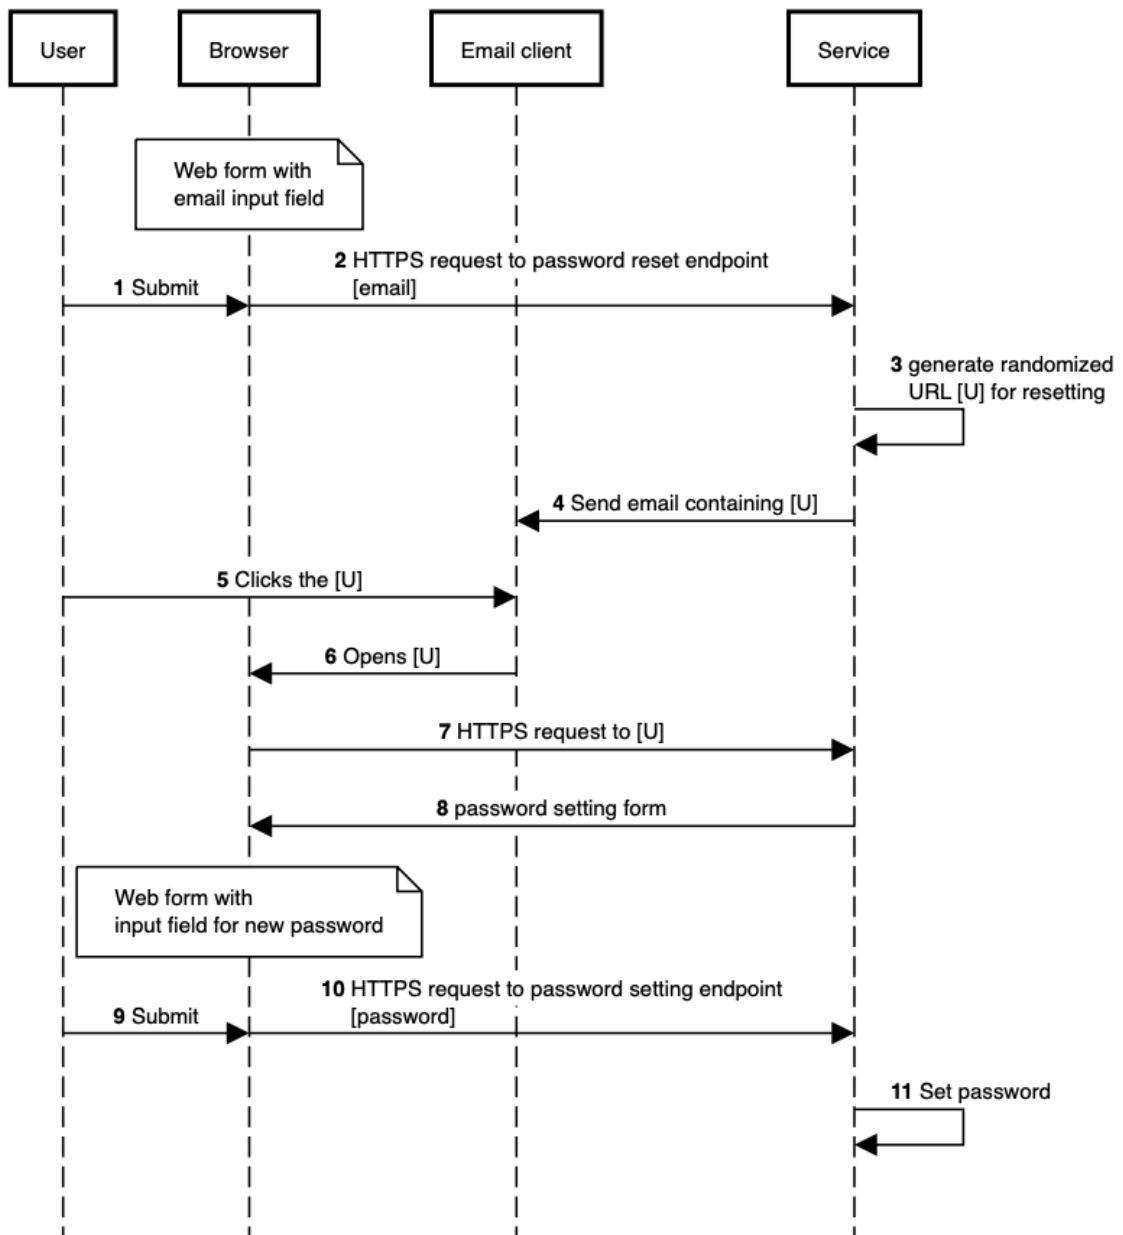 User
Browser
Email client
Service
Web form with
email input field
2 HTTPS request to password reset endpoint
[email]
1 Submit
3 generate randomized
URL [U] for resetting
4 Send email containing [U]
5 Clicks the [U]
6 Opens [U]
7 HTTPS request to [U]
8 password setting form
Web form with
input field for new password
10 HTTPS request to password setting endpoint
[password]
9 Submit
11 Set password